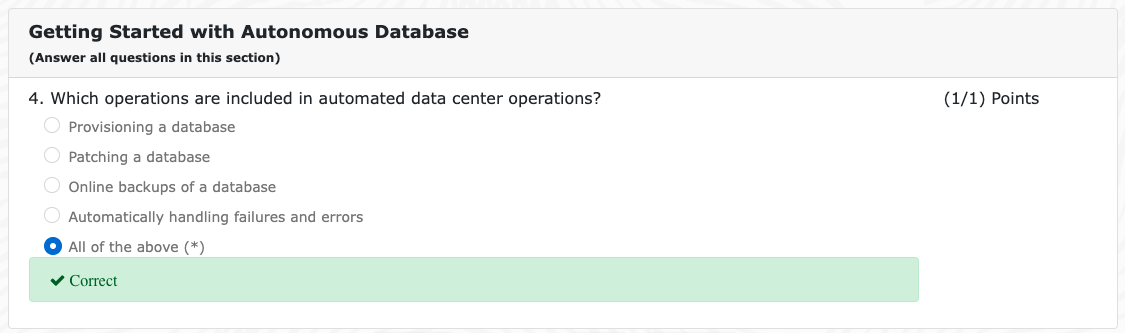 Getting Started with Autonomous Database
(Answer all questions in this section)
4. Which operations are included in automated data center operations? (1/1) Points
Provisioning a database
Patching a database
Online backups of a database
Automatically handling failures and errors
All of the above (*)
Correct